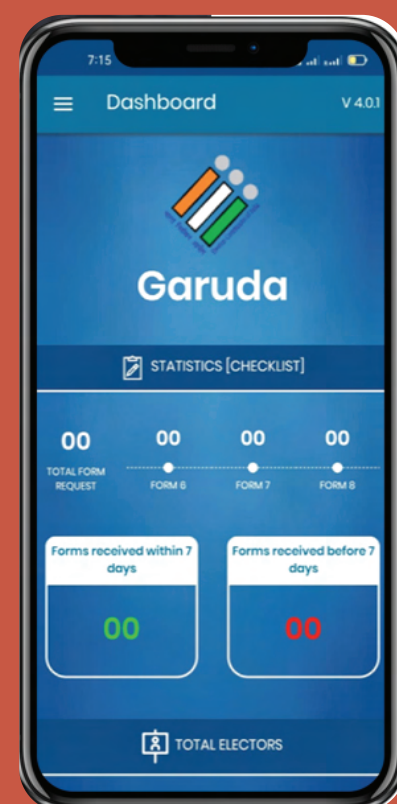 7:15
Dashboard
V 4.0.1
Garuda
STATISTICS [CHECKLIST]
00 00 00 00
TOTAL FORM
REQUEST
FORM 6 FORM 7 FORM 8
Forms received within 7
days
00
Forms received before 7
days
00
TOTAL ELECTORS